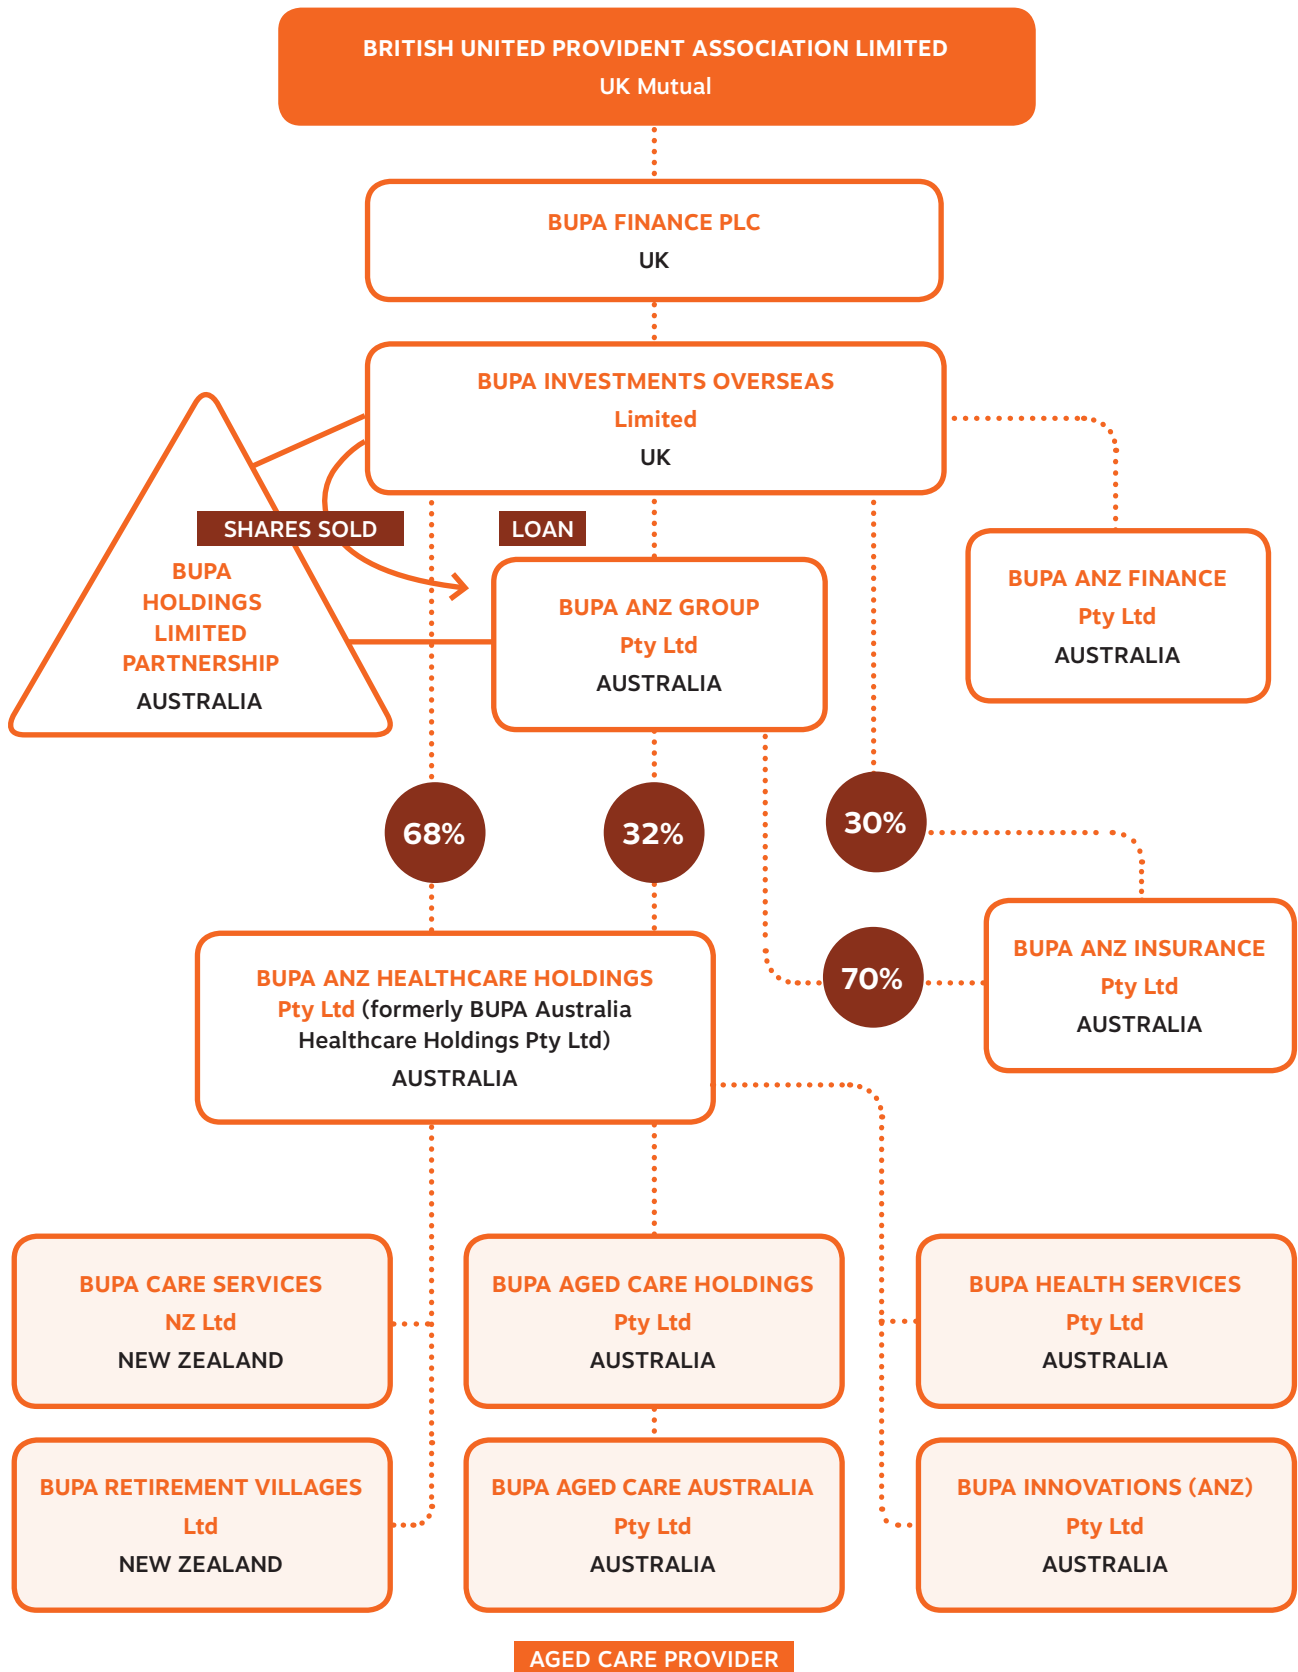 BRITISH UNITED PROVIDENT ASSOCIATION LIMITED
UK Mutual
BUPA FINANCE PLC
UK
BUPA INVESTMENTS OVERSEAS
Limited
UK
SHARES SOLD
LOAN
BUPA
HOLDINGS
LIMITED
PARTNERSHIP
AUSTRALIA
BUPA ANZ GROUP
Pty Ltd
AUSTRALIA
BUPA ANZ FINANCE
Pty Ltd
AUSTRALIA
68%
32%
30%
70%
BUPA ANZ INSURANCE
Pty Ltd
AUSTRALIA
BUPA ANZ HEALTHCARE HOLDINGS
Pty Ltd (formerly BUPA Australia
Healthcare Holdings Pty Ltd)
AUSTRALIA
BUPA CARE SERVICES
NZ Ltd
NEW ZEALAND
BUPA AGED CARE HOLDINGS
Pty Ltd
AUSTRALIA
BUPA HEALTH SERVICES
Pty Ltd
AUSTRALIA
BUPA RETIREMENT VILLAGES
Ltd
NEW ZEALAND
BUPA AGED CARE AUSTRALIA
Pty Ltd
AUSTRALIA
BUPA INNOVATIONS (ANZ)
Pty Ltd
AUSTRALIA
AGED CARE PROVIDER